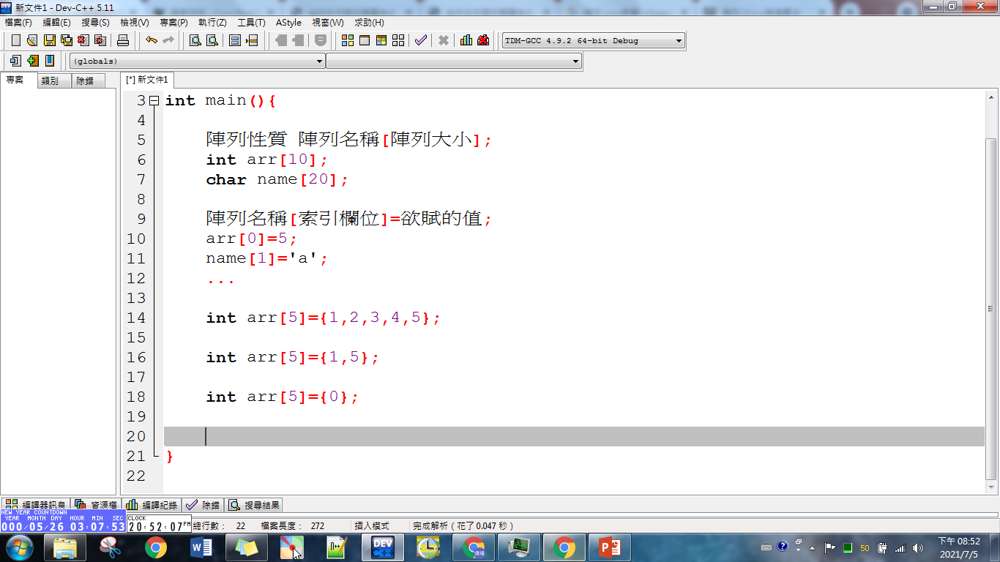 新文件1 - Dev-C++ 5.11
檔案(F) 編輯(E) 搜尋(S) 檢視(V) 專案(P) 執行(Z) 工具(T) AStyle 視窗(W) 求助(H)
TDM-GCC 4.9.2 64-bit Debug
(globals)
專案 類別 除錯 [*] 新文件1
3 int main(){
4
5 陣列性質 陣列名稱[陣列大小];
6 int arr[10];
7 char name[20];
8
9 陣列名稱[索引欄位]=欲賦的值;
10 arr[0]=5;
11 name[1]='a';
12 ...
13
14 int arr[5]={1,2,3,4,5};
15
16 int arr[5]={1,5};
17
18 int arr[5]={0};
19
20
21 }
22
編譯器訊息 資源檔 編譯紀錄 除錯 搜尋結果
NEW YEAR COUNTDOWN
YEAR MONTH DAY HOUR MIN SEC
000/05/26 03:07:53
CLOCK
20:52:07PM
總行數： 22 檔案長度： 272 插入模式 完成解析 ( 花了 0.047 秒 )
DEV C++
50
下午 08:52
2021/7/5